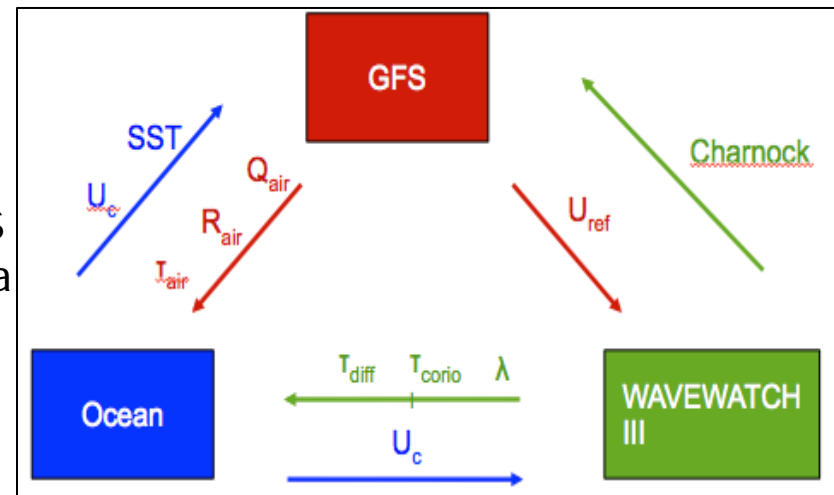 GFS
SST
U_c
Q_air
R_air
τ_air
U_ref
Charnock
s
a
τ_diff τ_corio λ
U_c
Ocean
WAVEWATCH
III